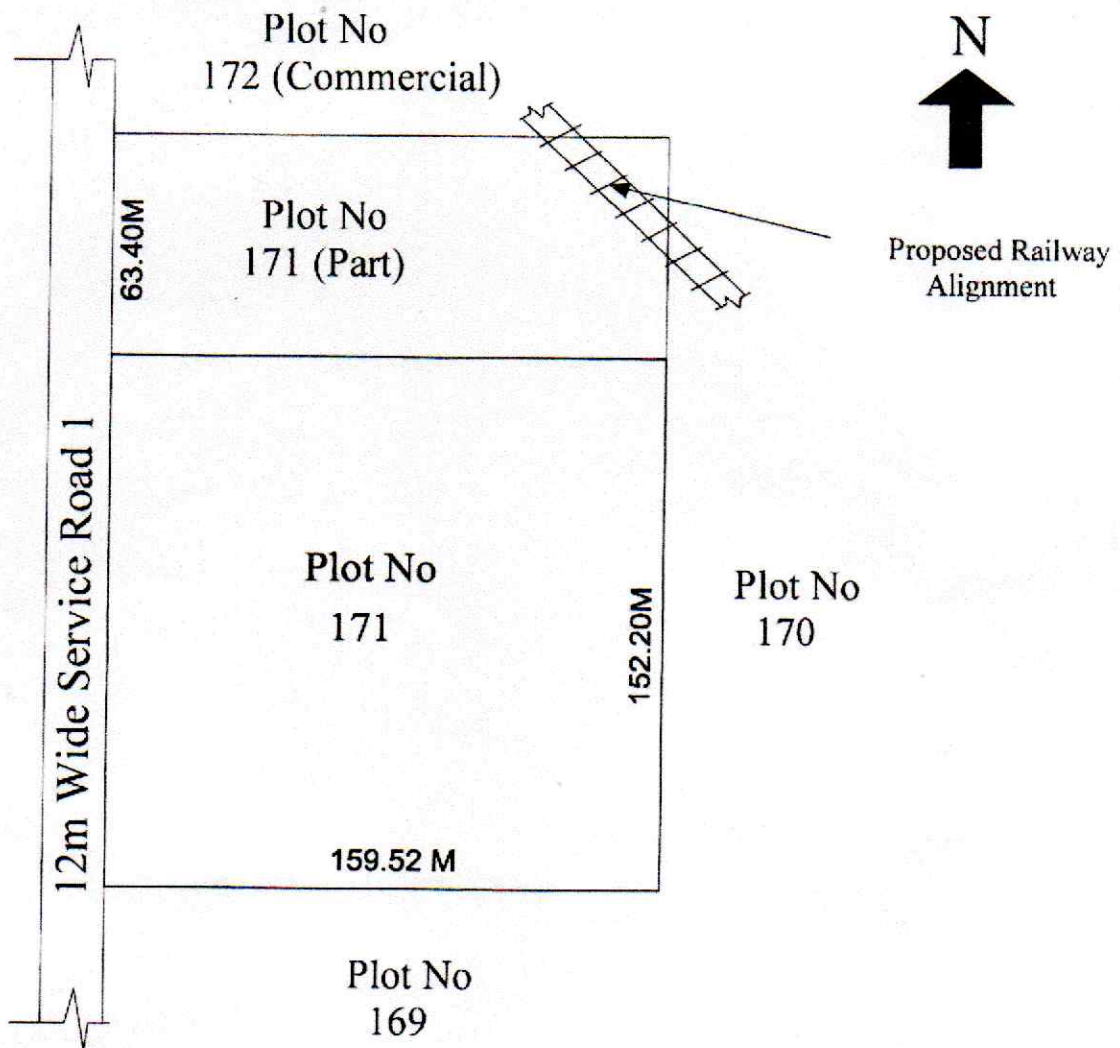 Plot No
172 (Commercial)
N
63.40M
Plot No
171 (Part)
Proposed Railway
Alignment
12m Wide Service Road 1
Plot No
171
152.20M
Plot No
170
159.52 M
Plot No
169